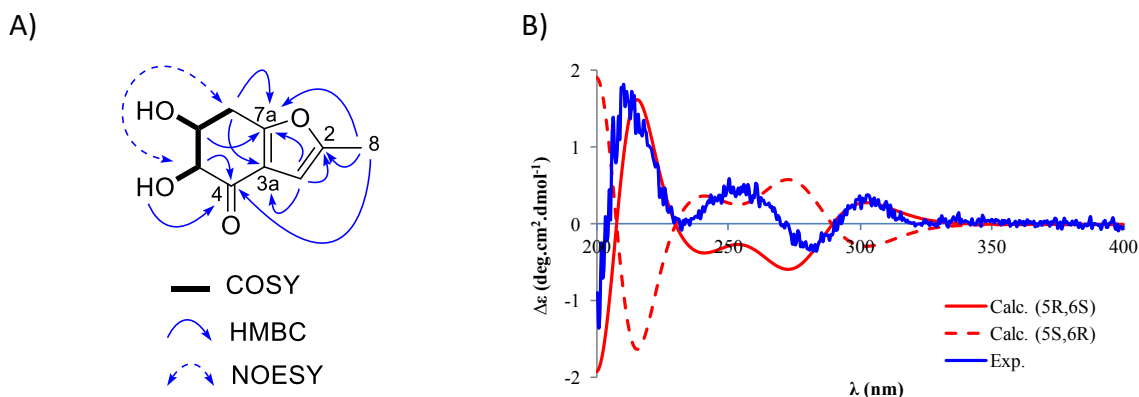 A)
B)
HO
HO
7a
O
2
8
3a
4
O
COSY
HMBC
NOESY
2
1
0
-1
-2
200
250
300
350
400
Δε (deg.cm².dmol⁻¹)
λ (nm)
Calc. (5R,6S)
Calc. (5S,6R)
Exp.